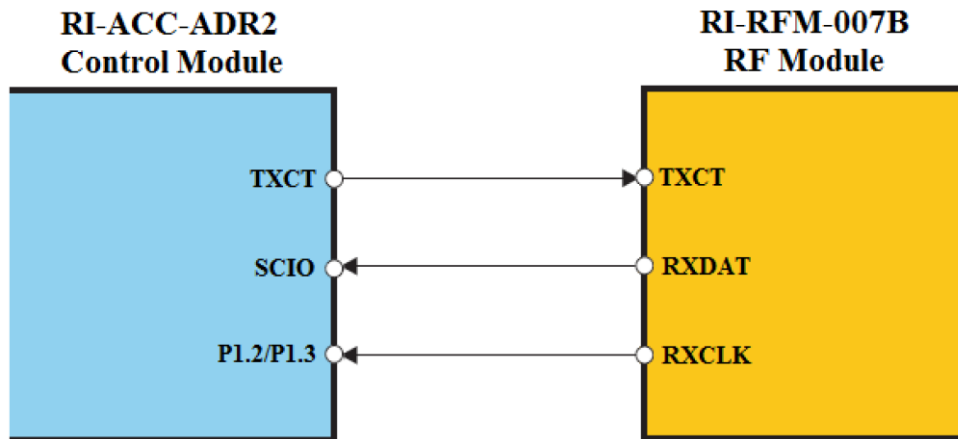 RI-ACC-ADR2
Control Module
RI-RFM-007B
RF Module
TXCT
TXCT
SCIO
RXDAT
P1.2/P1.3
RXCLK